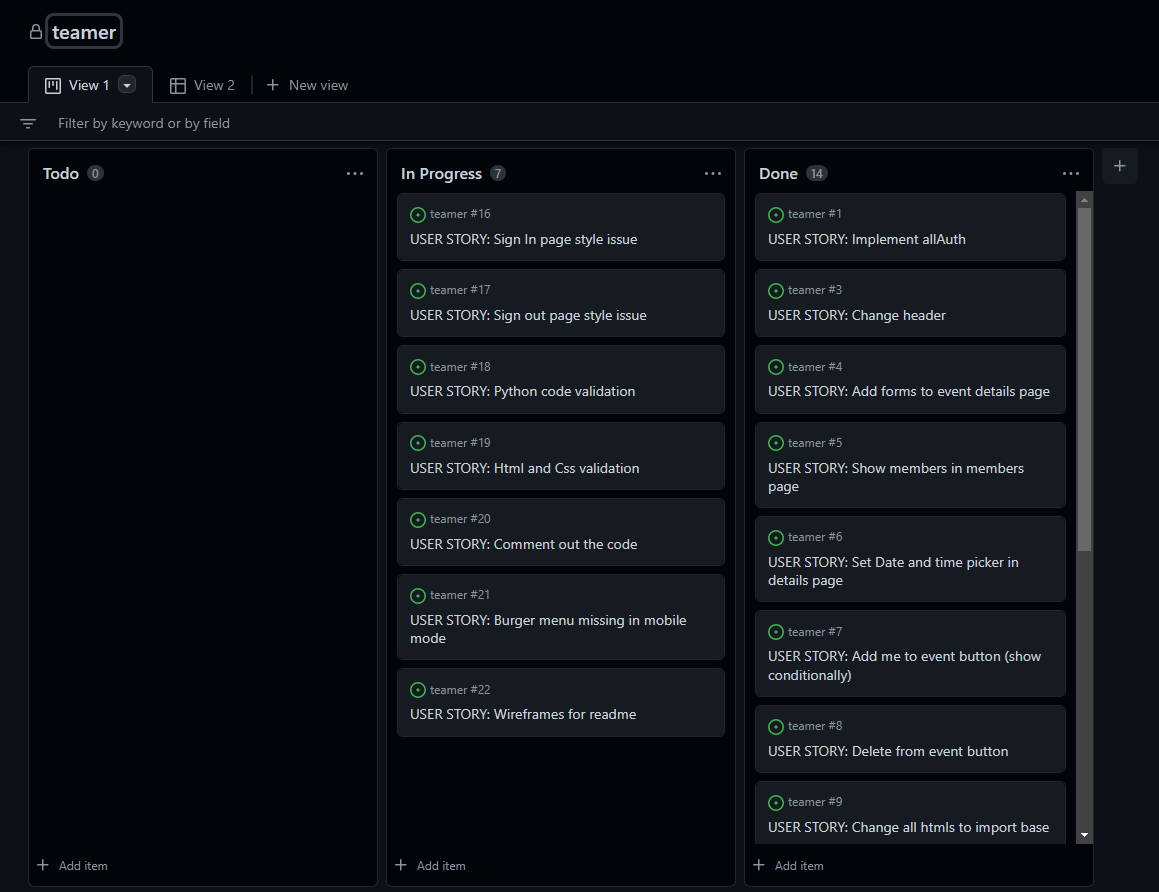 teamer
View 1
View 2
New view
Filter by keyword or by field
Todo 0
Add item
In Progress 7
teamer #16
USER STORY: Sign In page style issue
teamer #17
USER STORY: Sign out page style issue
teamer #18
USER STORY: Python code validation
teamer #19
USER STORY: Html and Css validation
teamer #20
USER STORY: Comment out the code
teamer #21
USER STORY: Burger menu missing in mobile
mode
teamer #22
USER STORY: Wireframes for readme
Add item
Done 14
teamer #1
USER STORY: Implement allAuth
teamer #3
USER STORY: Change header
teamer #4
USER STORY: Add forms to event details page
teamer #5
USER STORY: Show members in members
page
teamer #6
USER STORY: Set Date and time picker in
details page
teamer #7
USER STORY: Add me to event button (show
conditionally)
teamer #8
USER STORY: Delete from event button
teamer #9
USER STORY: Change all htmls to import base
Add item